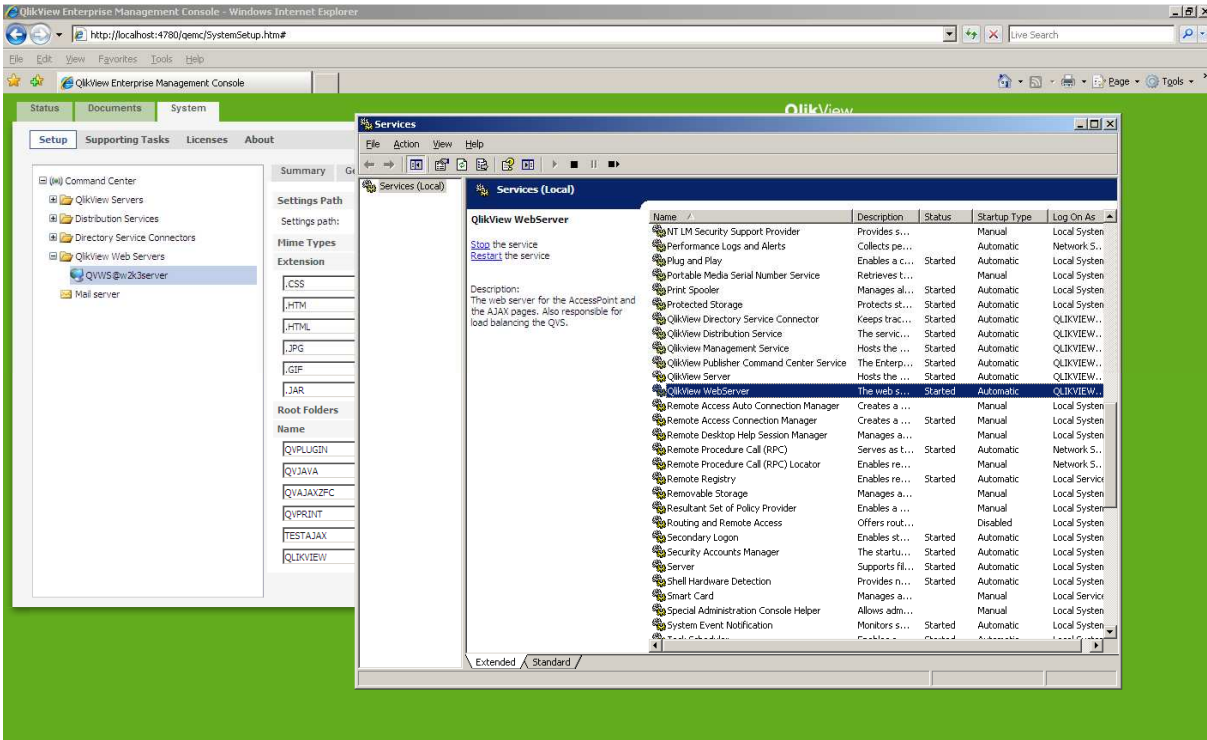 QlikView Enterprise Management Console - Windows Internet Explorer
http://localhost:4780/qemc/SystemSetup.htm#
Live Search
File Edit View Favorites Tools Help
QlikView Enterprise Management Console
Page Tools
Status Documents System
QlikView
Setup Supporting Tasks Licenses About
Command Center
QlikView Servers
Distribution Services
Directory Service Connectors
QlikView Web Servers
QVWS@w2k3server
Mail server
Summary
Settings Path
Settings path:
Mime Types
Extension
.CSS
.HTM
.HTML
.JPG
.GIF
.JAR
Root Folders
Name
QVPLUGIN
QVJAVA
QVAJAXZFC
QVPRINT
TESTAJAX
QLIKVIEW
Services
File Action View Help
Services (Local)
Services (Local)
QlikView WebServer
Stop the service
Restart the service
Description:
The web server for the AccessPoint and
the AJAX pages. Also responsible for
load balancing the QVS.
Name Description Status Startup Type Log On As
NT LM Security Support Provider Provides s... Manual Local System
Performance Logs and Alerts Collects pe... Automatic Network S...
Plug and Play Enables a c... Started Automatic Local System
Portable Media Serial Number Service Retrieves t... Manual Local System
Print Spooler Manages al... Started Automatic Local System
Protected Storage Protects st... Started Automatic Local System
QlikView Directory Service Connector Keeps trac... Started Automatic QLIKVIEW...
QlikView Distribution Service The servic... Started Automatic QLIKVIEW...
Qlikview Management Service Hosts the ... Started Automatic QLIKVIEW...
QlikView Publisher Command Center Service The Enterp... Started Automatic QLIKVIEW...
QlikView Server Hosts the ... Started Automatic QLIKVIEW...
QlikView WebServer The web s... Started Automatic QLIKVIEW...
Remote Access Auto Connection Manager Creates a ... Manual Local System
Remote Access Connection Manager Creates a ... Started Manual Local System
Remote Desktop Help Session Manager Manages a... Manual Local System
Remote Procedure Call (RPC) Serves as t... Started Automatic Network S...
Remote Procedure Call (RPC) Locator Enables re... Manual Network S...
Remote Registry Enables re... Started Automatic Local Service
Removable Storage Manages a... Manual Local System
Resultant Set of Policy Provider Enables a ... Manual Local System
Routing and Remote Access Offers rout... Disabled Local System
Secondary Logon Enables st... Started Automatic Local System
Security Accounts Manager The startu... Started Automatic Local System
Server Supports fil... Started Automatic Local System
Shell Hardware Detection Provides n... Started Automatic Local System
Smart Card Manages a... Manual Local Service
Special Administration Console Helper Allows adm... Manual Local System
System Event Notification Monitors s... Started Automatic Local System
Extended Standard